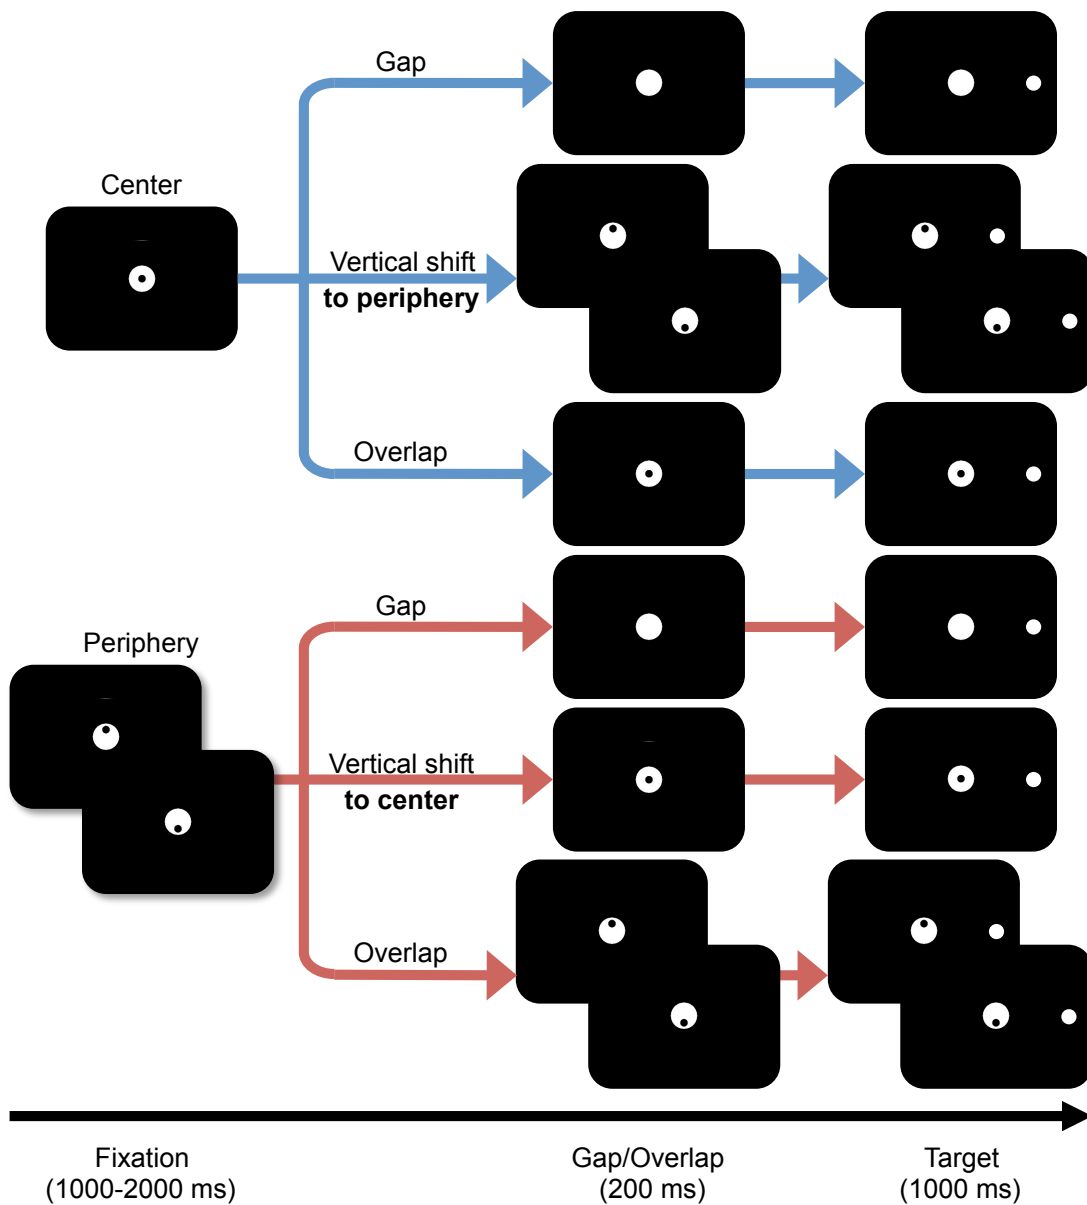 Gap
Center
Vertical shift
to periphery
Overlap
Gap
Periphery
Vertical shift
to center
Overlap
Fixation
(1000-2000 ms)
Gap/Overlap
(200 ms)
Target
(1000 ms)